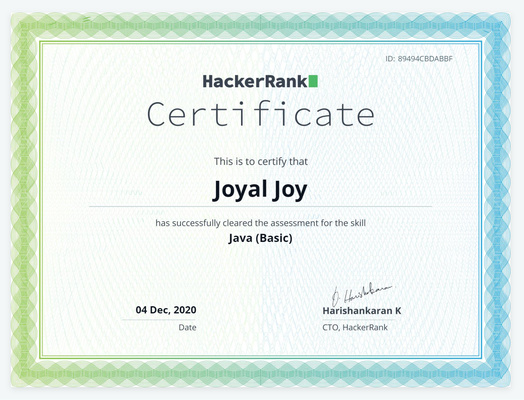 ID: 89494CBDABBF
HackerRank
Certificate
This is to certify that
Joyal Joy
has successfully cleared the assessment for the skill
Java (Basic)
04 Dec, 2020
Date
Harishankaran K
CTO, HackerRank